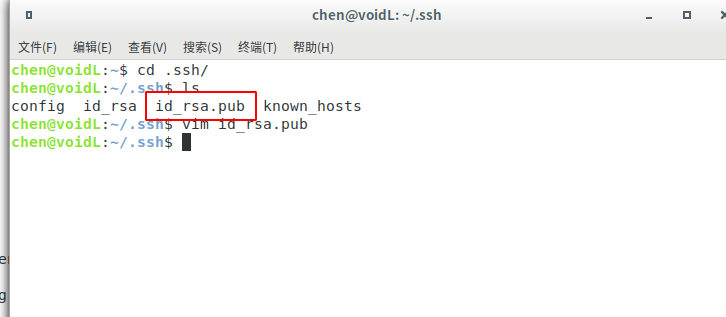 chen@voidL: ~/.ssh
文件(F) 编辑(E) 查看(V) 搜索(S) 终端(T) 帮助(H)
chen@voidL:~$ cd .ssh/
chen@voidL:~/.ssh$ ls
config id_rsa id_rsa.pub known_hosts
chen@voidL:~/.ssh$ vim id_rsa.pub
chen@voidL:~/.ssh$